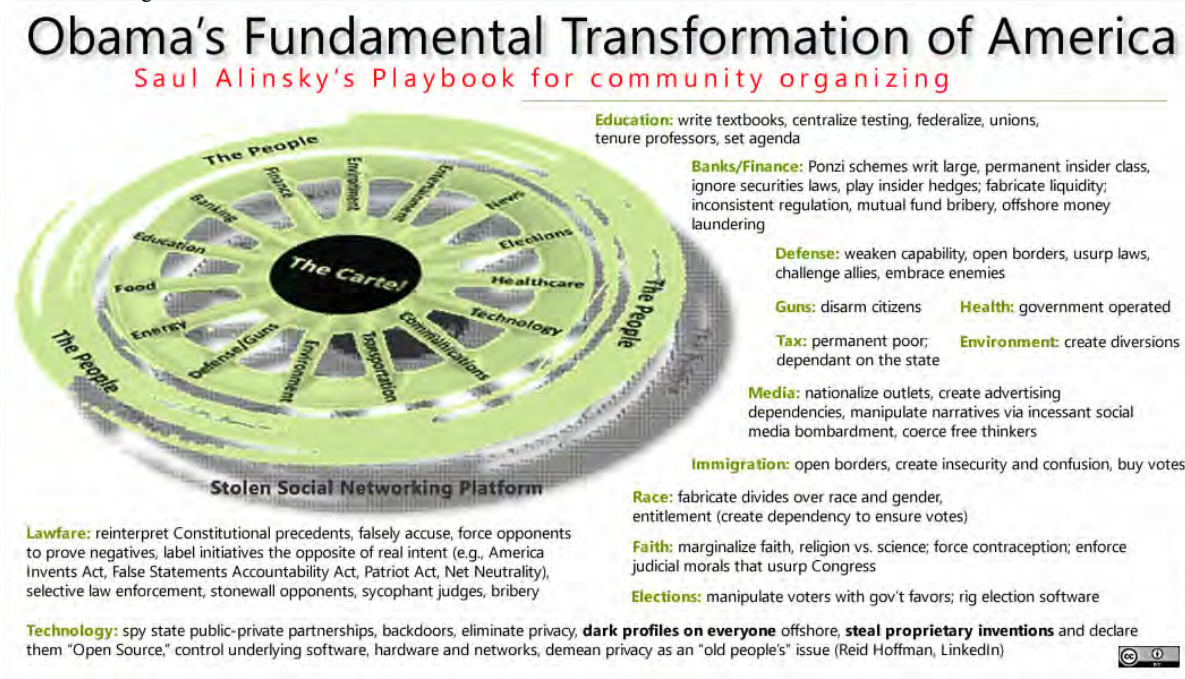 Obama's Fundamental Transformation of America
Saul Alinsky's Playbook for community organizing
Education: write textbooks, centralize testing, federalize, unions,
tenure professors, set agenda
Banks/Finance: Ponzi schemes writ large, permanent insider class,
ignore securities laws, play insider hedges; fabricate liquidity;
inconsistent regulation, mutual fund bribery, offshore money
laundering
Defense: weaken capability, open borders, usurp laws,
challenge allies, embrace enemies
Guns: disarm citizens
Health: government operated
Tax: permanent poor;
dependant on the state
Environment: create diversions
Media: nationalize outlets, create advertising
dependencies, manipulate narratives via incessant social
media bombardment, coerce free thinkers
Immigration: open borders, create insecurity and confusion, buy votes
Race: fabricate divides over race and gender,
entitlement (create dependency to ensure votes)
Faith: marginalize faith, religion vs. science; force contraception; enforce
judicial morals that usurp Congress
Elections: manipulate voters with gov't favors; rig election software
The People
The People
The People
The Cartel
Environment
Entertainment
News
Elections
Healthcare
Technology
Communications
Transportation
Environment
Defense/Guns
Energy
Food
Education
Banking
Finance
Stolen Social Networking Platform
Lawfare: reinterpret Constitutional precedents, falsely accuse, force opponents
to prove negatives, label initiatives the opposite of real intent (e.g., America
Invents Act, False Statements Accountability Act, Patriot Act, Net Neutrality),
selective law enforcement, stonewall opponents, sycophant judges, bribery
Technology: spy state public-private partnerships, backdoors, eliminate privacy, dark profiles on everyone offshore, steal proprietary inventions and declare
them "Open Source," control underlying software, hardware and networks, demean privacy as an "old people's" issue (Reid Hoffman, LinkedIn)
cc
BY